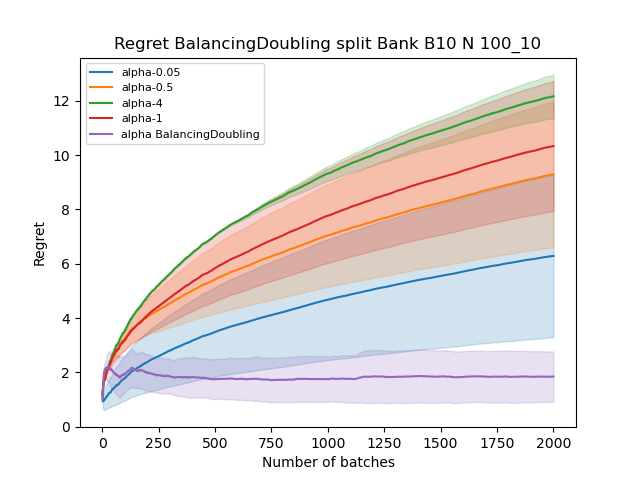 Regret BalancingDoubling split Bank B10 N 100_10
alpha-0.05
alpha-0.5
alpha-4
alpha-1
alpha BalancingDoubling
12
10
8
6
4
2
0
Regret
0 250 500 750 1000 1250 1500 1750 2000
Number of batches